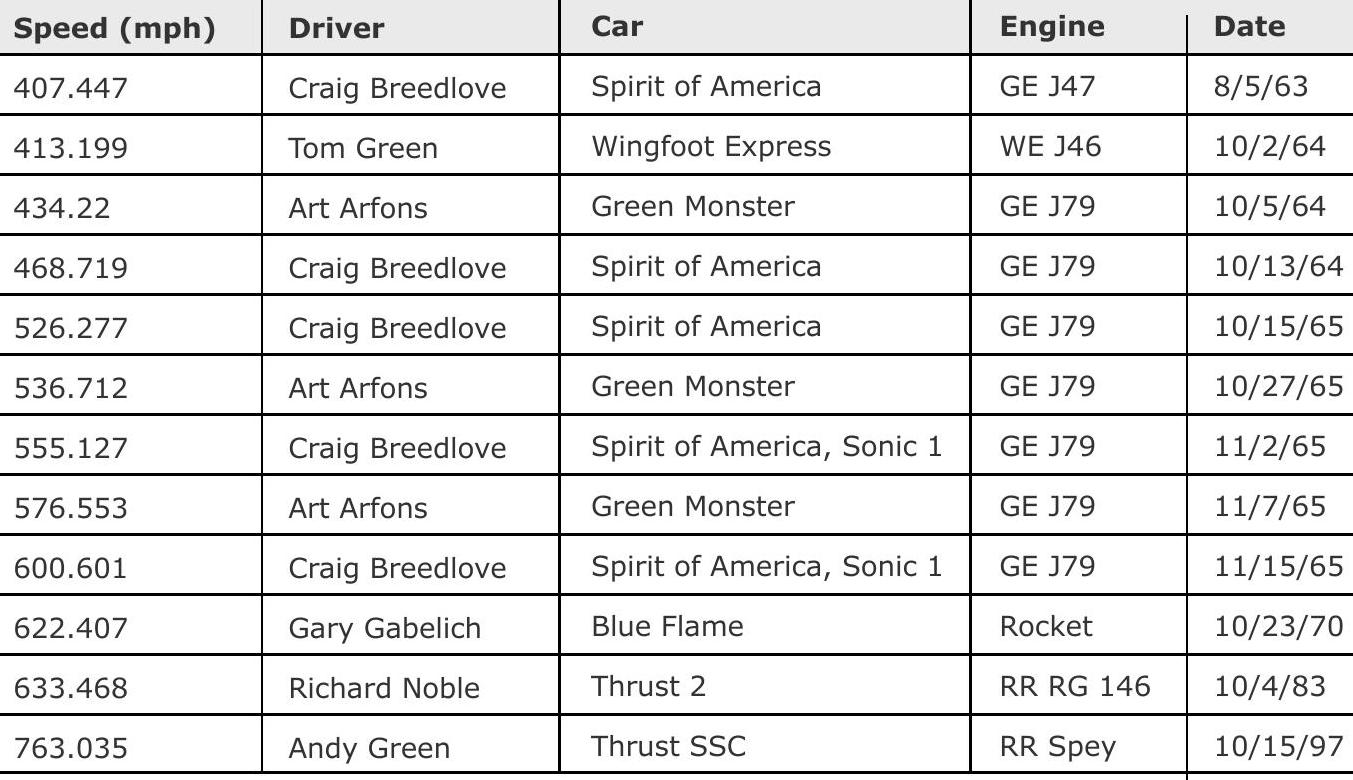 Speed (mph) Driver Car Engine Date
407.447 Craig Breedlove Spirit of America GE J47 8/5/63
413.199 Tom Green Wingfoot Express WE J46 10/2/64
434.22 Art Arfons Green Monster GE J79 10/5/64
468.719 Craig Breedlove Spirit of America GE J79 10/13/64
526.277 Craig Breedlove Spirit of America GE J79 10/15/65
536.712 Art Arfons Green Monster GE J79 10/27/65
555.127 Craig Breedlove Spirit of America, Sonic 1 GE J79 11/2/65
576.553 Art Arfons Green Monster GE J79 11/7/65
600.601 Craig Breedlove Spirit of America, Sonic 1 GE J79 11/15/65
622.407 Gary Gabelich Blue Flame Rocket 10/23/70
633.468 Richard Noble Thrust 2 RR RG 146 10/4/83
763.035 Andy Green Thrust SSC RR Spey 10/15/97